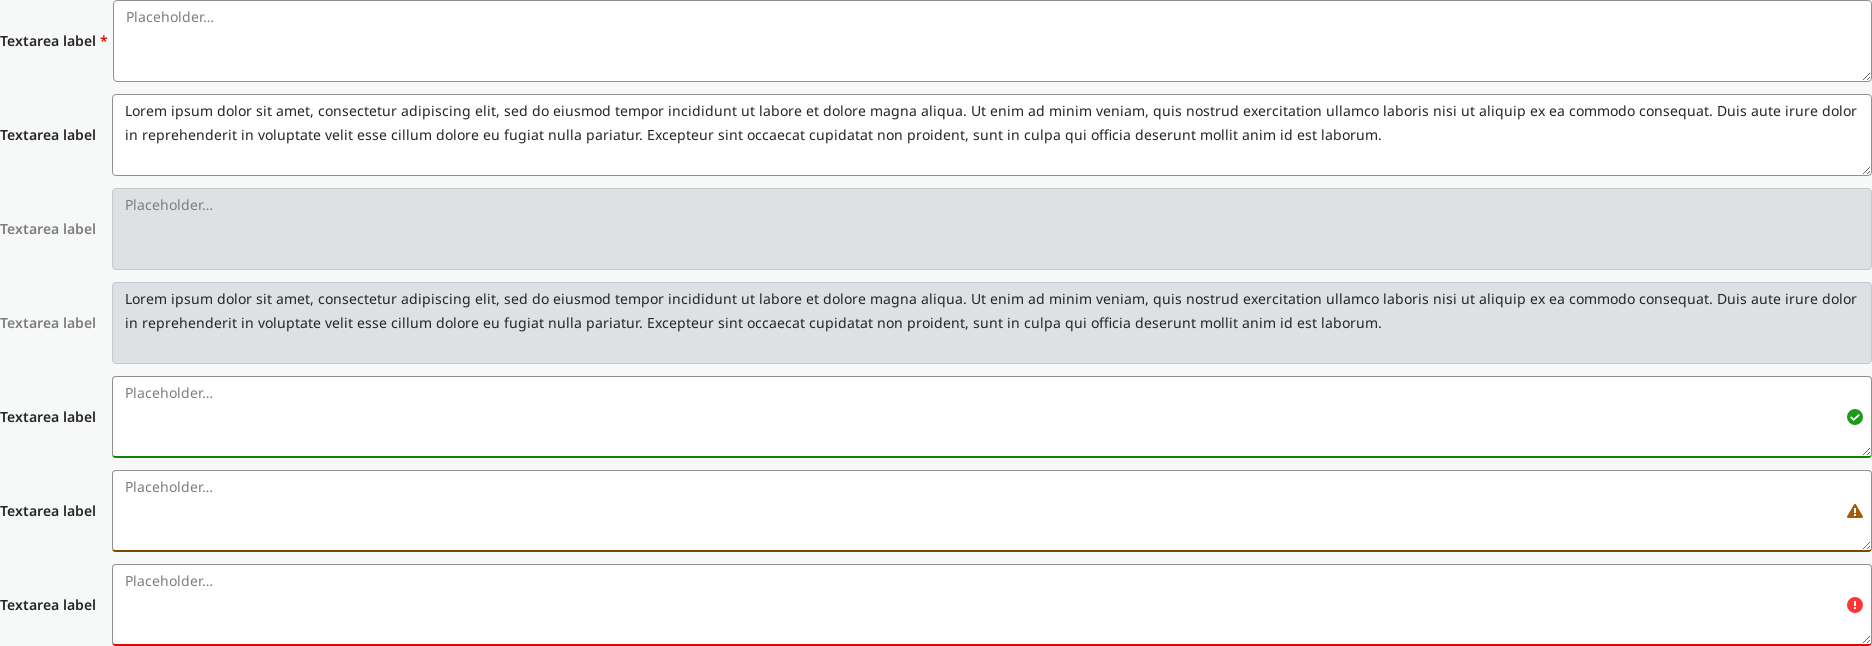 Placeholder...
Textarea label *
Lorem ipsum dolor sit amet, consectetur adipiscing elit, sed do eiusmod tempor incididunt ut labore et dolore magna aliqua. Ut enim ad minim veniam, quis nostrud exercitation ullamco laboris nisi ut aliquip ex ea commodo consequat. Duis aute irure dolor
Textarea label
in reprehenderit in voluptate velit esse cillum dolore eu fugiat nulla pariatur. Excepteur sint occaecat cupidatat non proident, sunt in culpa qui officia deserunt mollit anim id est laborum.
Placeholder...
Textarea label
Lorem ipsum dolor sit amet, consectetur adipiscing elit, sed do eiusmod tempor incididunt ut labore et dolore magna aliqua. Ut enim ad minim veniam, quis nostrud exercitation ullamco laboris nisi ut aliquip ex ea commodo consequat. Duis aute irure dolor
Textarea label
in reprehenderit in voluptate velit esse cillum dolore eu fugiat nulla pariatur. Excepteur sint occaecat cupidatat non proident, sunt in culpa qui officia deserunt mollit anim id est laborum.
Placeholder...
Textarea label
Placeholder...
Textarea label
Placeholder...
Textarea label